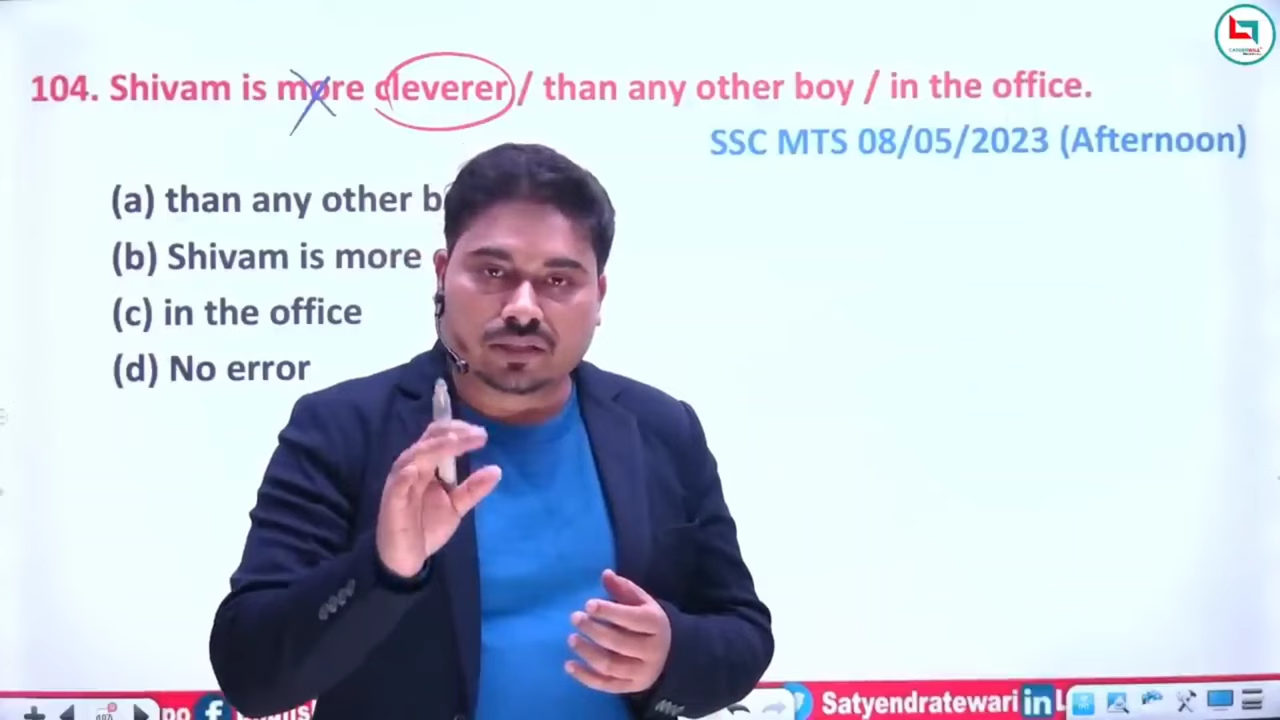 104. Shivam is more cleverer / than any other boy / in the office.
SSC MTS 08/05/2023 (Afternoon)
(a) than any other
(b) Shivam is more
(c) in the office
(d) No error
Satyendratewari in